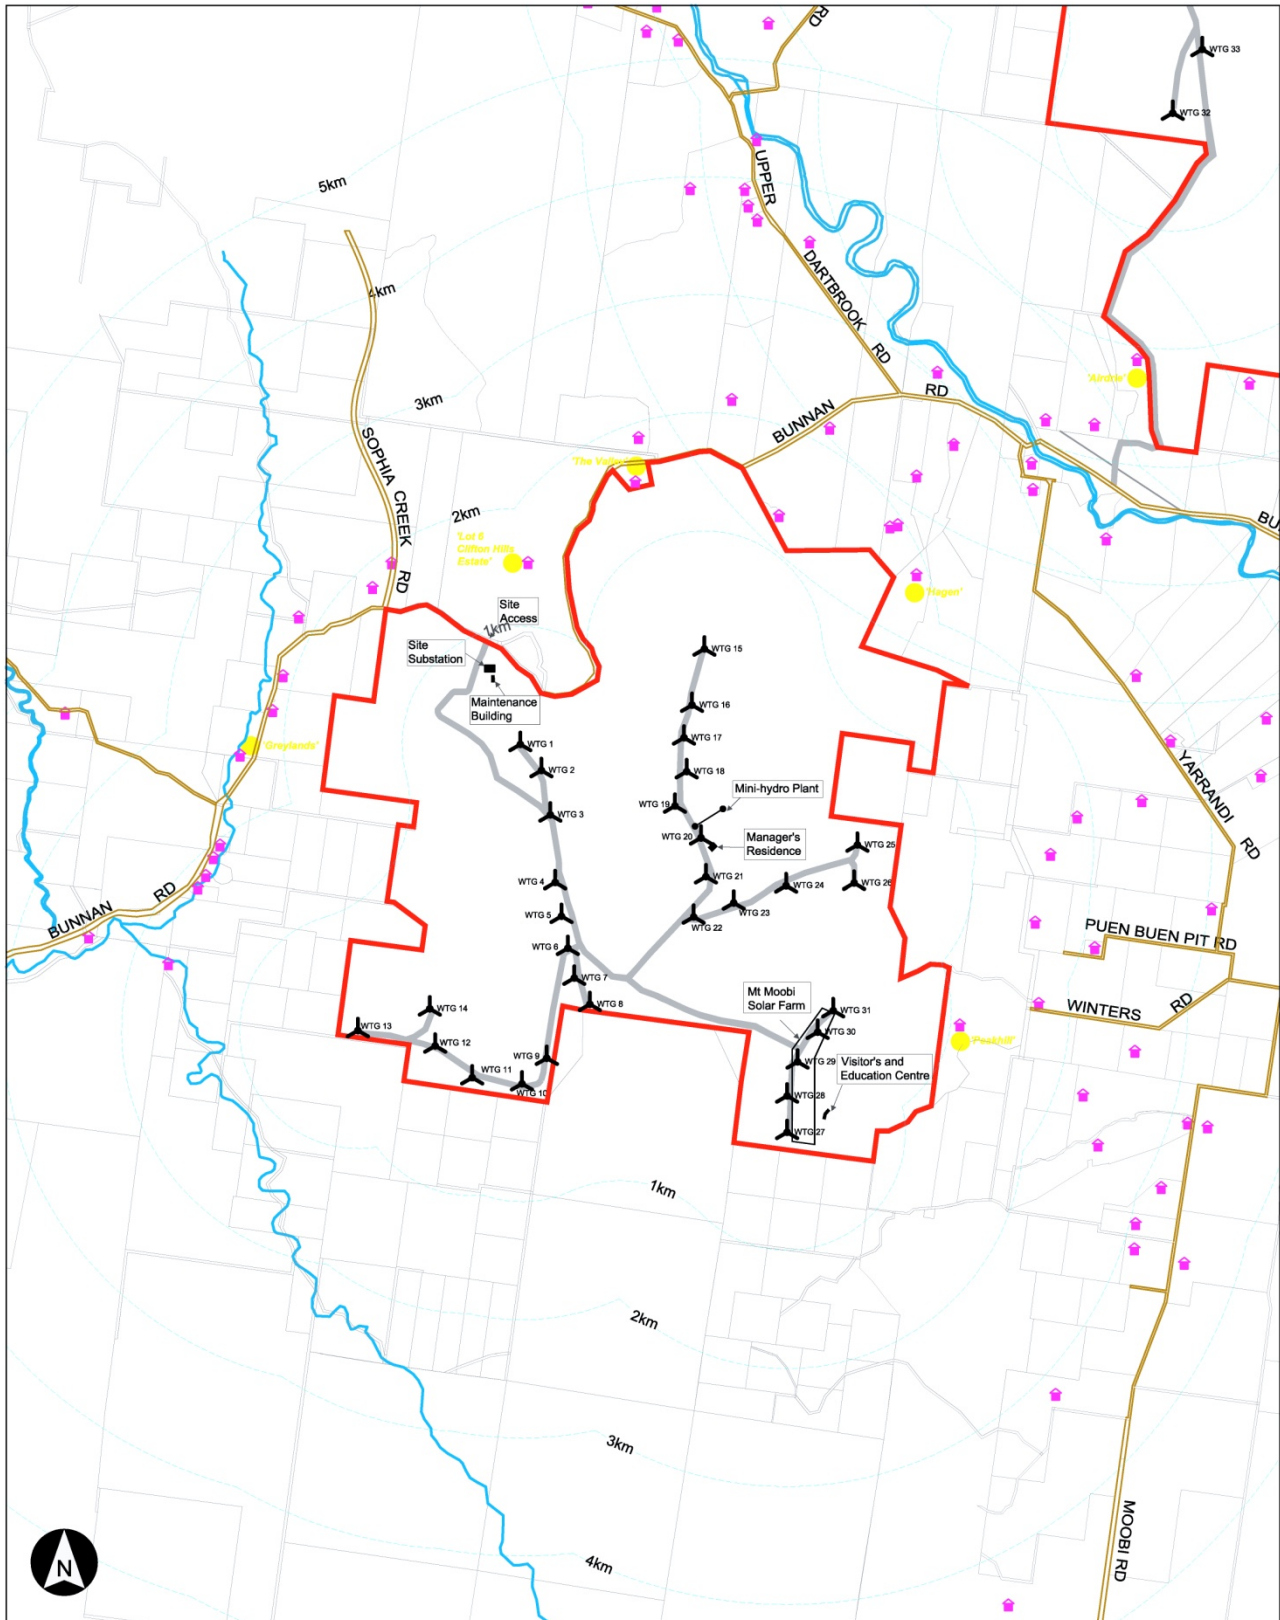 RD
WTG 33
WTG 32
UPPER
5km
DARTBROOK
RD
4km
'Airdrie'
RD
3km
BUNNAN
SOPHIA CREEK
RD
'The Valley'
2km
BU
'Lot 6
Clifton Hills
Estate'
'Hagen'
Site
Access
1km
Site
Substation
WTG 15
Maintenance
Building
WTG 16
WTG 1
WTG 17
'Graylands'
WTG 2
WTG 18
YARRANDI
RD
Mini-hydro Plant
WTG 19
WTG 3
WTG 20
Manager's
Residence
WTG 25
WTG 4
WTG 21
WTG 24
WTG 26
BUNNAN
RD
WTG 5
WTG 23
WTG 22
PUEN BUEN PIT RD
WTG 6
WTG 7
Mt Moobi
Solar Farm
WTG 8
WTG 14
WTG 31
WINTERS
RD
WTG 13
WTG 30
'Peakhill'
WTG 12
WTG 9
WTG 29
Visitor's and
Education Centre
WTG 11
WTG 10
WTG 28
WTG 27
1km
2km
3km
MOOBI RD
4km
N